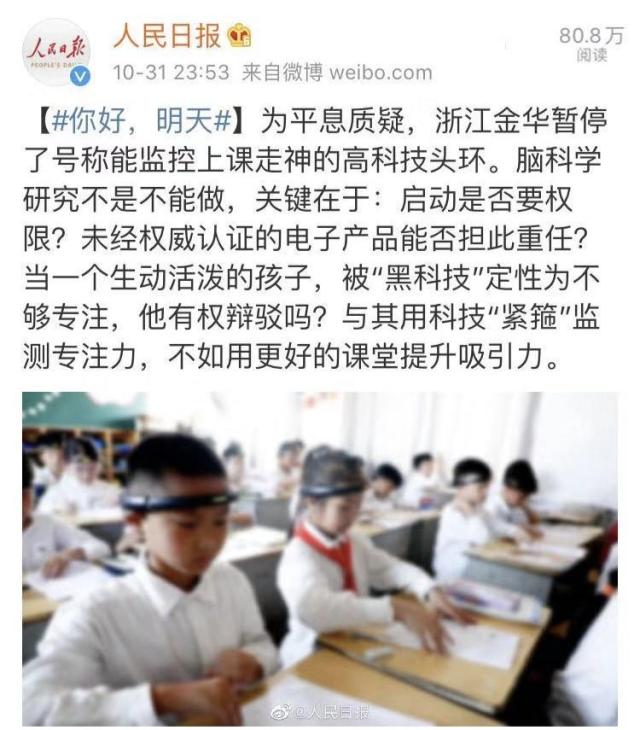 人民日报
人民日报
PEOPLE'S DAILY
80.8万
阅读
10-31 23:53 来自微博 weibo.com
【#你好，明天#】为平息质疑，浙江金华暂停
了号称能监控上课走神的高科技头环。脑科学
研究不是不能做，关键在于：启动是否要权
限？未经权威认证的电子产品能否担此重任？
当一个生动活泼的孩子，被“黑科技”定性为不
够专注，他有权辩驳吗？与其用科技“紧箍”监
测专注力，不如用更好的课堂提升吸引力。
@人民日报